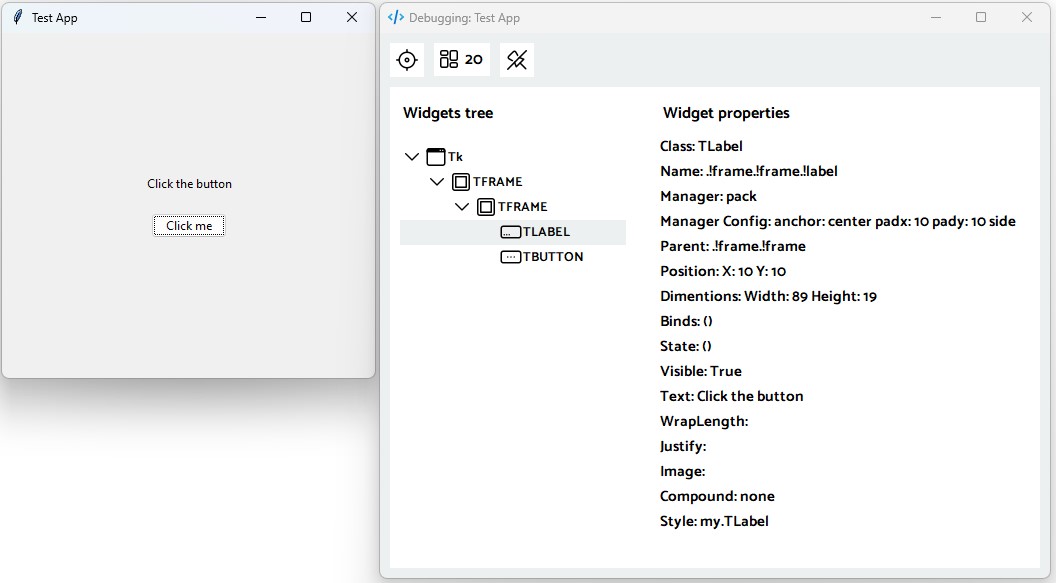 Test App
Click the button
Click me
Debugging: Test App
20
Widgets tree
Tk
TFRAME
TFRAME
TLABEL
TBUTTON
Widget properties
Class: TLabel
Name: .!frame.!frame.!label
Manager: pack
Manager Config: anchor: center padx: 10 pady: 10 side
Parent: .!frame.!frame
Position: X: 10 Y: 10
Dimentions: Width: 89 Height: 19
Binds: ()
State: ()
Visible: True
Text: Click the button
WrapLength:
Justify:
Image:
Compound: none
Style: my.TLabel